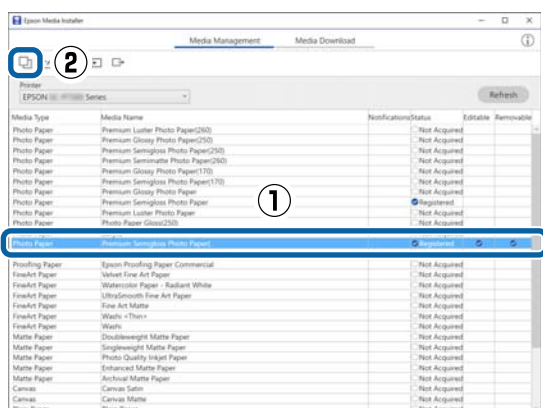 Epson Media Installer
Media Management Media Download
②
Printer
EPSON Series
Refresh
Media Type Media Name Notifications Status Editable Removable
Photo Paper Premium Luster Photo Paper(260) Not Acquired
Photo Paper Premium Glossy Photo Paper(250) Not Acquired
Photo Paper Premium Semigloss Photo Paper(250) Not Acquired
Photo Paper Premium Semimatte Photo Paper(260) Not Acquired
Photo Paper Premium Glossy Photo Paper(170) Not Acquired
Photo Paper Premium Semigloss Photo Paper(170) Not Acquired
Photo Paper Premium Glossy Photo Paper Not Acquired
Photo Paper Premium Semigloss Photo Paper Registered
①
Photo Paper Premium Luster Photo Paper Not Acquired
Photo Paper Photo Paper Gloss(250) Not Acquired
Photo Paper Premium Semigloss Photo Paper] Registered
Proofing Paper Epson Proofing Paper Commercial Not Acquired
FineArt Paper Velvet Fine Art Paper Not Acquired
FineArt Paper Watercolor Paper - Radiant White Not Acquired
FineArt Paper UltraSmooth Fine Art Paper Not Acquired
FineArt Paper Fine Art Matte Not Acquired
FineArt Paper Washi <Thin> Not Acquired
FineArt Paper Washi Not Acquired
Matte Paper Doubleweight Matte Paper Not Acquired
Matte Paper Singleweight Matte Paper Not Acquired
Matte Paper Photo Quality Inkjet Paper Not Acquired
Matte Paper Enhanced Matte Paper Not Acquired
Matte Paper Archival Matte Paper Not Acquired
Canvas Canvas Satin Not Acquired
Canvas Canvas Matte Not Acquired